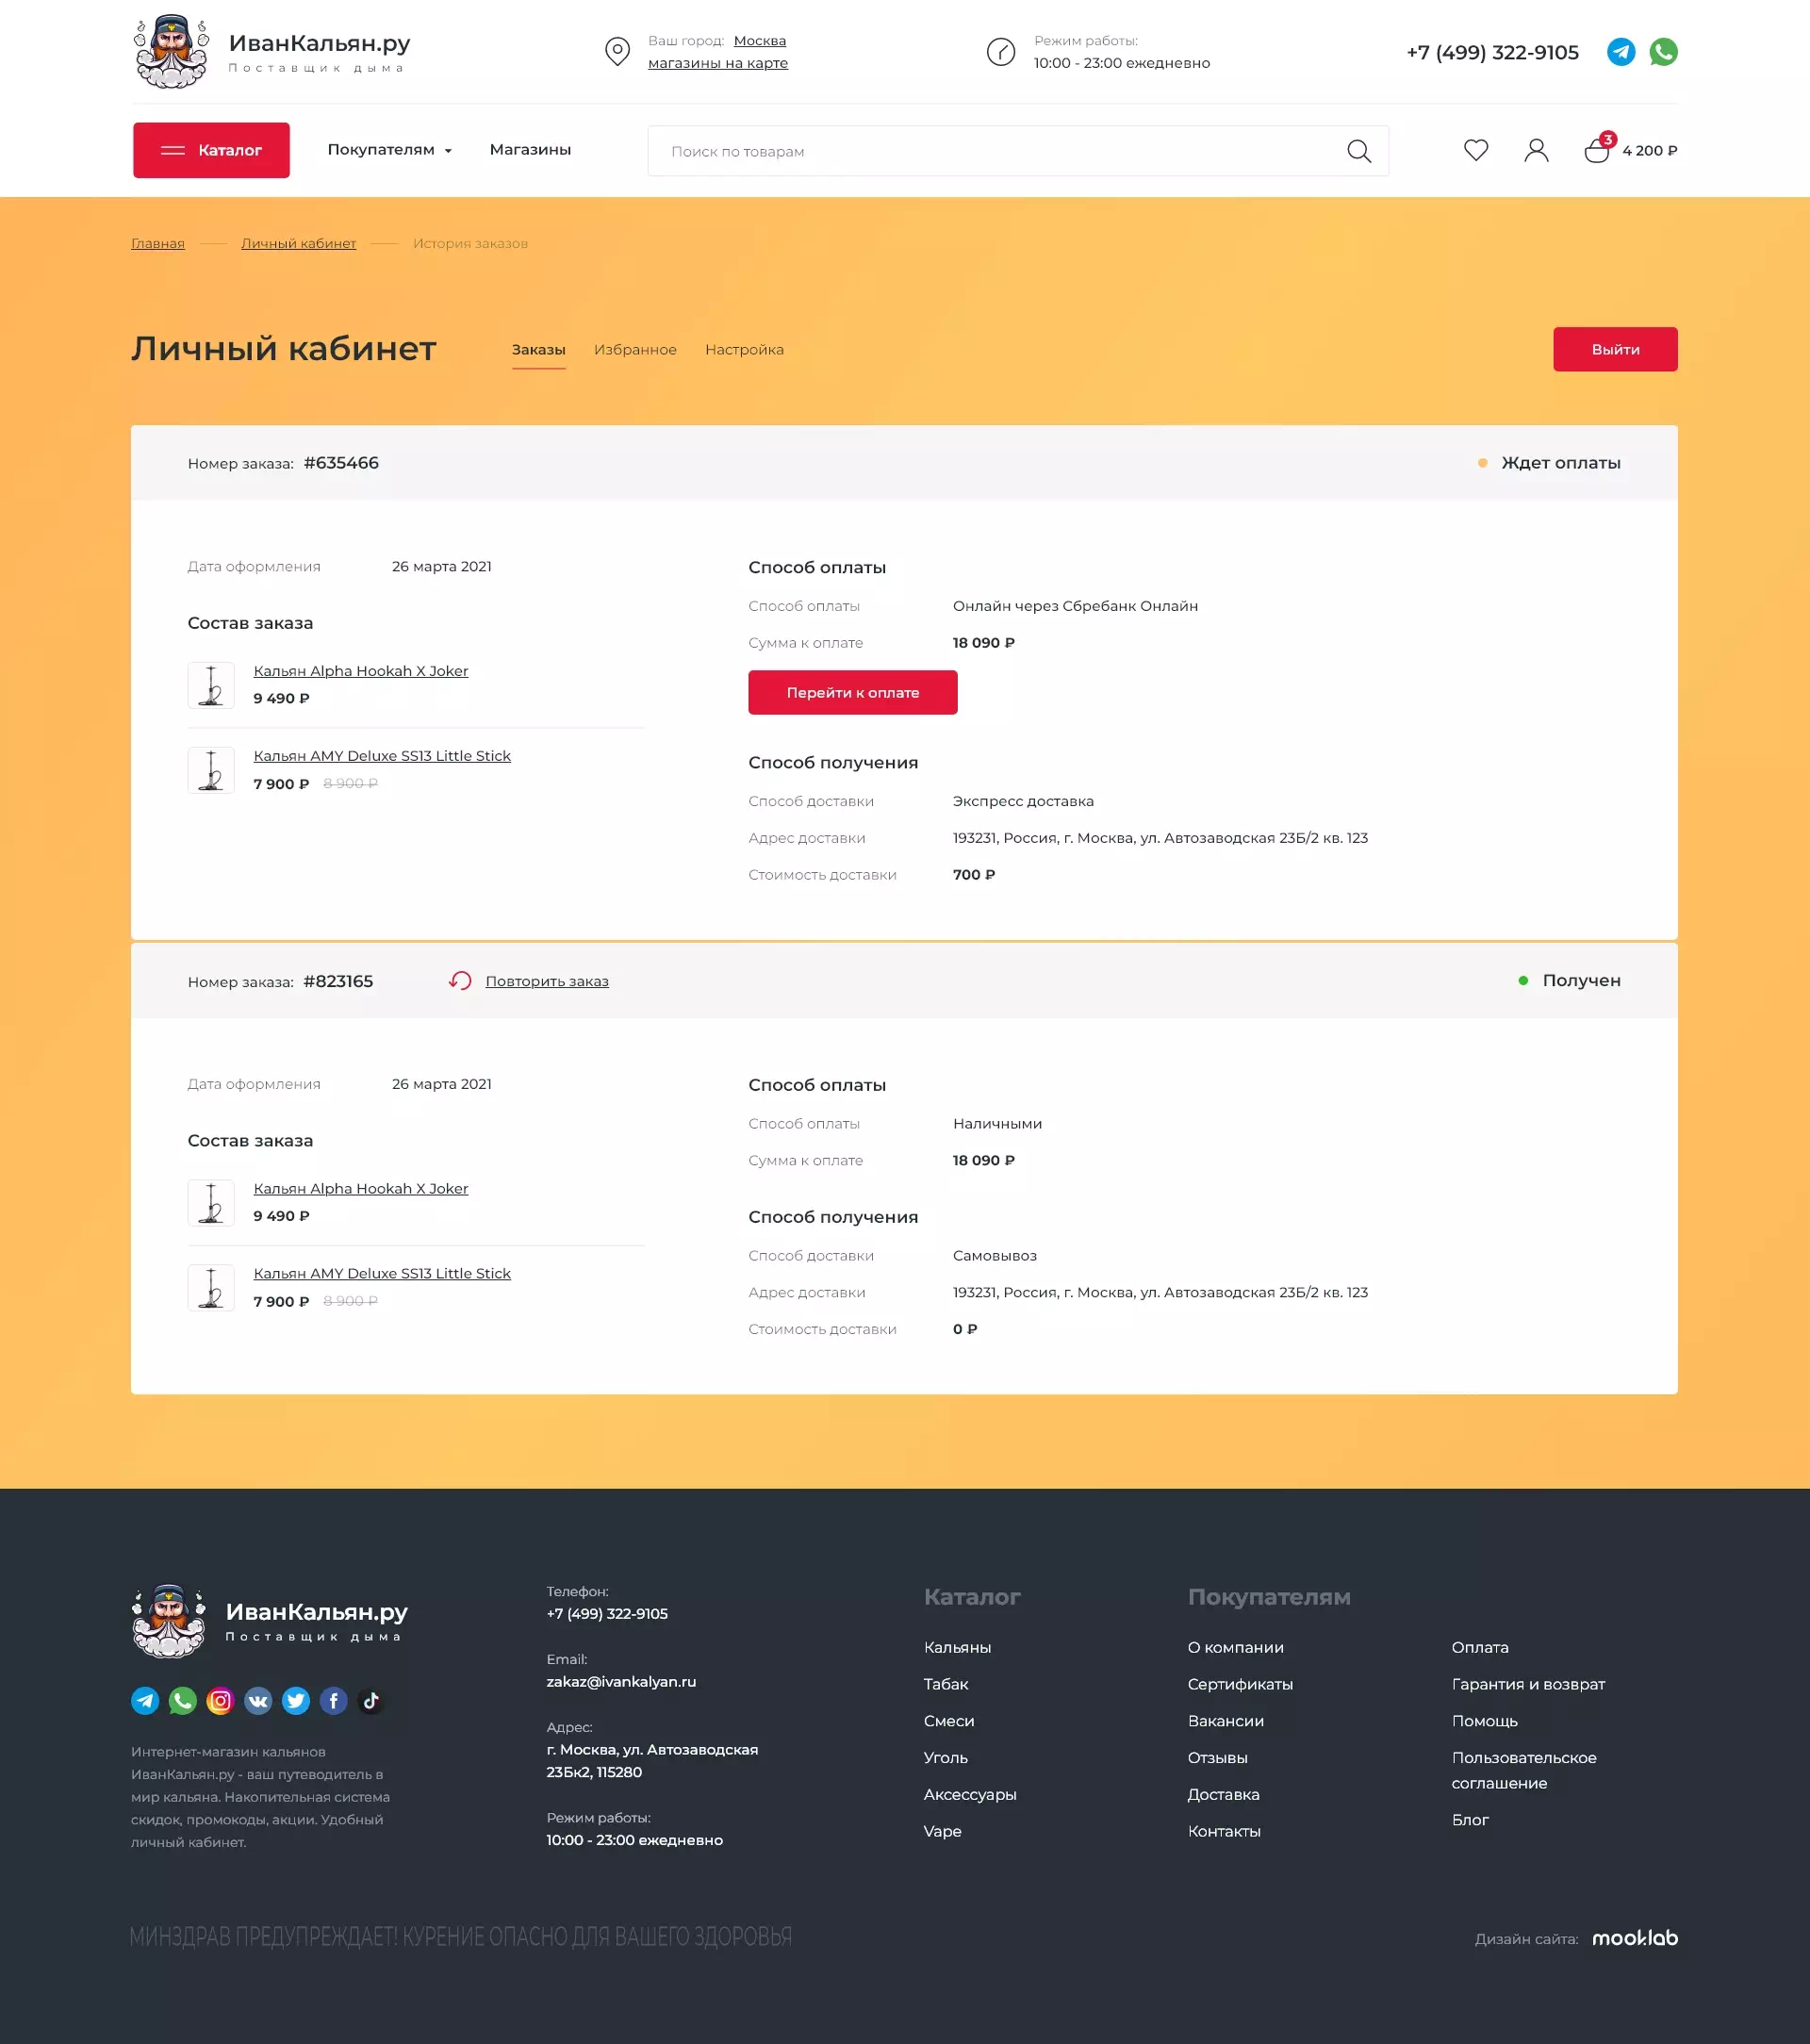 ИванКальян.ру
Поставщик дыма
Ваш город: Москва
магазины на карте
Режим работы:
10:00 - 23:00 ежедневно
+7 (499) 322-9105
Каталог
Покупателям
Магазины
Поиск по товарам
3
4 200 ₽
Главная
Личный кабинет
История заказов
Личный кабинет
Заказы
Избранное
Настройка
Выйти
Номер заказа: #635466
Ждет оплаты
Дата оформления 26 марта 2021
Состав заказа
Кальян Alpha Hookah X Joker
9 490 ₽
Кальян AMY Deluxe SS13 Little Stick
7 900 ₽ 8 900 ₽
Способ оплаты
Способ оплаты Онлайн через Сбребанк Онлайн
Сумма к оплате 18 090 ₽
Перейти к оплате
Способ получения
Способ доставки Экспресс доставка
Адрес доставки 193231, Россия, г. Москва, ул. Автозаводская 23Б/2 кв. 123
Стоимость доставки 700 ₽
Номер заказа: #823165
Повторить заказ
Получен
Дата оформления 26 марта 2021
Состав заказа
Кальян Alpha Hookah X Joker
9 490 ₽
Кальян AMY Deluxe SS13 Little Stick
7 900 ₽ 8 900 ₽
Способ оплаты
Способ оплаты Наличными
Сумма к оплате 18 090 ₽
Способ получения
Способ доставки Самовывоз
Адрес доставки 193231, Россия, г. Москва, ул. Автозаводская 23Б/2 кв. 123
Стоимость доставки 0 ₽
ИванКальян.ру
Поставщик дыма
Интернет-магазин кальянов
ИванКальян.ру - ваш путеводитель в
мир кальяна. Накопительная система
скидок, промокоды, акции. Удобный
личный кабинет.
Телефон:
+7 (499) 322-9105
Email:
zakaz@ivankalyan.ru
Адрес:
г. Москва, ул. Автозаводская
23Бк2, 115280
Режим работы:
10:00 - 23:00 ежедневно
Каталог
Кальяны
Табак
Смеси
Уголь
Аксессуары
Vape
Покупателям
О компании
Сертификаты
Вакансии
Отзывы
Доставка
Контакты
Оплата
Гарантия и возврат
Помощь
Пользовательское
соглашение
Блог
МИНЗДРАВ ПРЕДУПРЕЖДАЕТ! КУРЕНИЕ ОПАСНО ДЛЯ ВАШЕГО ЗДОРОВЬЯ
Дизайн сайта: mooklab